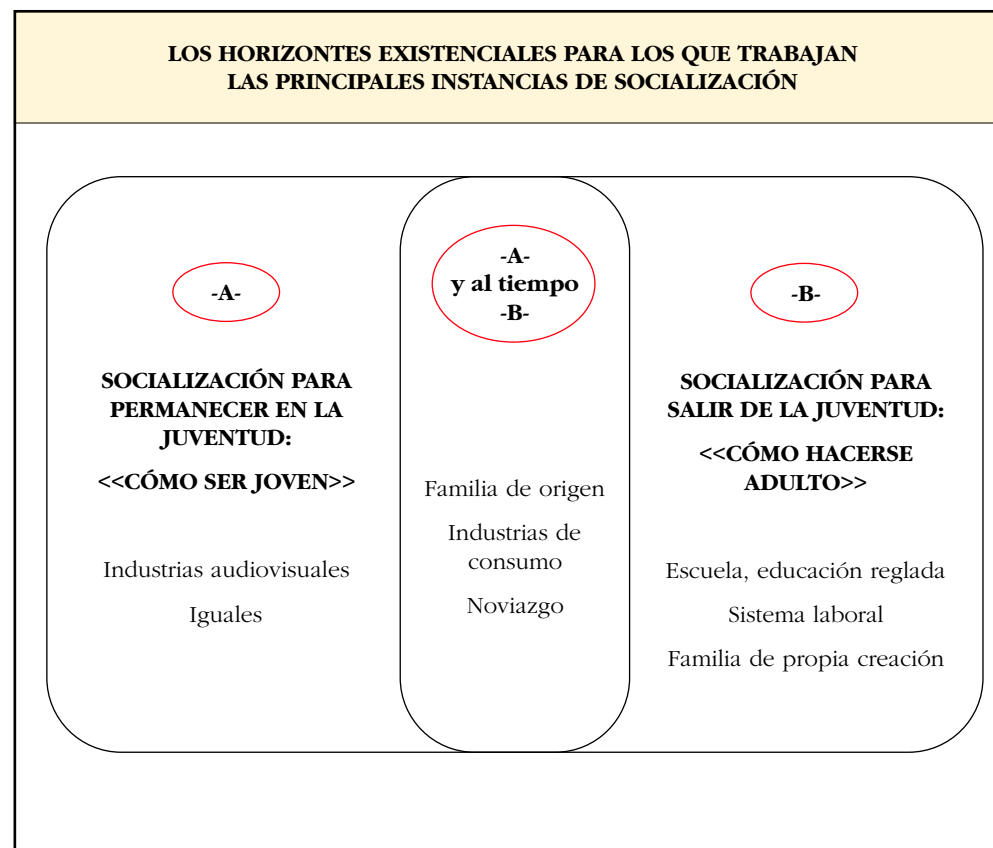 LOS HORIZONTES EXISTENCIALES PARA LOS QUE TRABAJAN
LAS PRINCIPALES INSTANCIAS DE SOCIALIZACIÓN
-A-
SOCIALIZACIÓN PARA
PERMANECER EN LA
JUVENTUD:
<<CÓMO SER JOVEN>>
Industrias audiovisuales
Iguales
-A-
y al tiempo
-B-
Familia de origen
Industrias de
consumo
Noviazgo
-B-
SOCIALIZACIÓN PARA
SALIR DE LA JUVENTUD:
<<CÓMO HACERSE
ADULTO>>
Escuela, educación reglada
Sistema laboral
Familia de propia creación